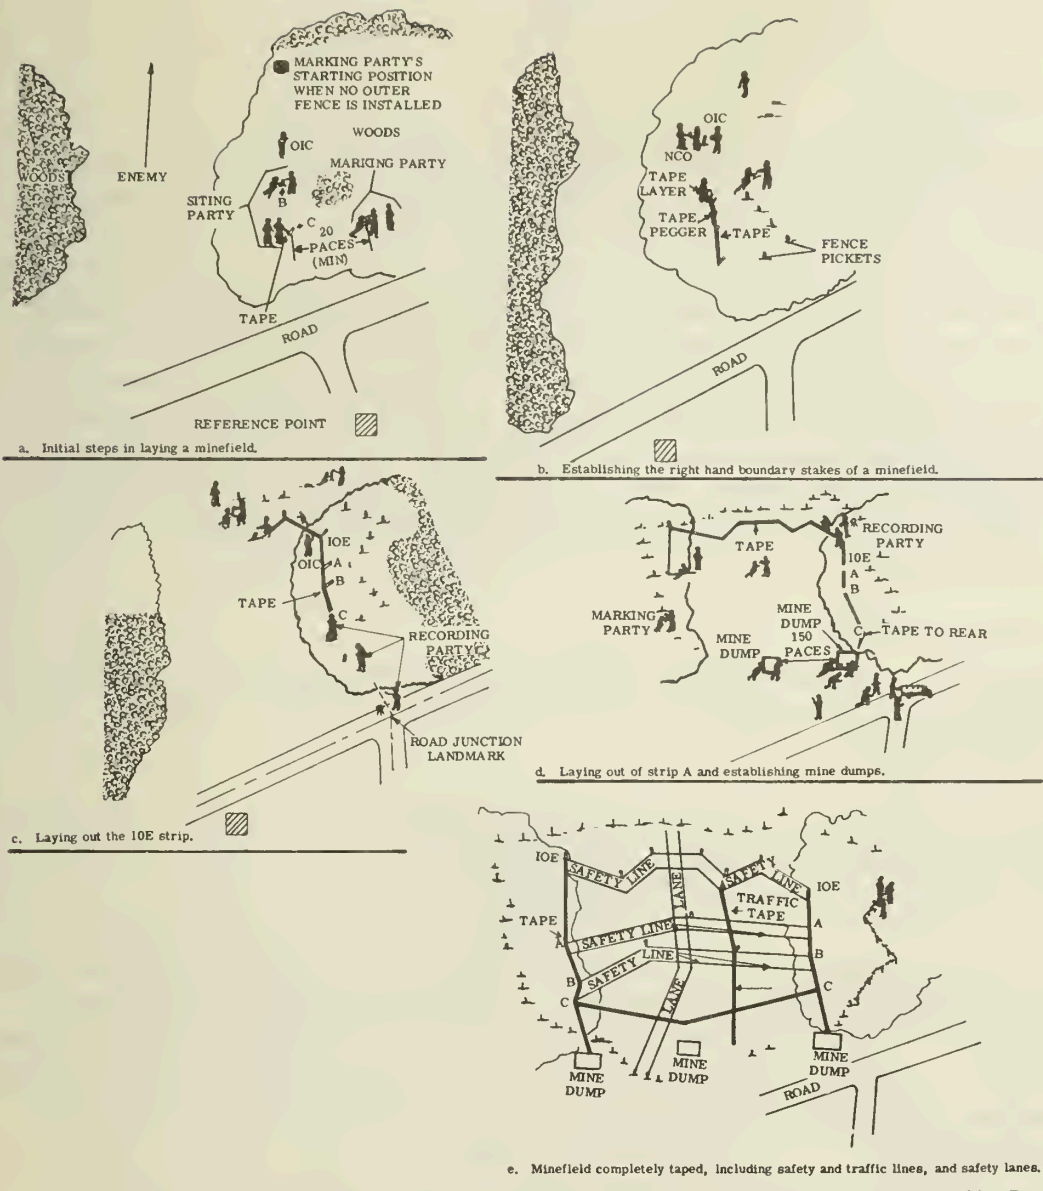 MARKING PARTY'S
STARTING POSITION
WHEN NO OUTER
FENCE IS INSTALLED
WOODS
OIC
MARKING PARTY
WOODS
ENEMY
SITING
PARTY
B
C
20
PACES
(MIN)
TAPE
ROAD
REFERENCE POINT
a. Initial steps in laying a minefield.
OIC
NCO
TAPE
LAYER
TAPE
PEGGER
TAPE
FENCE
PICKETS
ROAD
b. Establishing the right hand boundary stakes of a minefield.
IOE
OIC
A
B
TAPE
C
RECORDING
PARTY
ROAD JUNCTION
LANDMARK
c. Laying out the IOE strip.
RECORDING
PARTY
TAPE
IOE
A
B
MARKING
PARTY
MINE
DUMP
MINE
DUMP
150
PACES
C
TAPE TO REAR
d. Laying out of strip A and establishing mine dumps.
IOE
SAFETY LINE
LANE
SAFETY LINE
IOE
TRAFFIC
TAPE
TAPE
A
SAFETY LINE
A
B
SAFETY LINE
B
C
LANE
C
MINE
DUMP
MINE
DUMP
MINE
DUMP
ROAD
e. Minefield completely taped, including safety and traffic lines, and safety lanes.